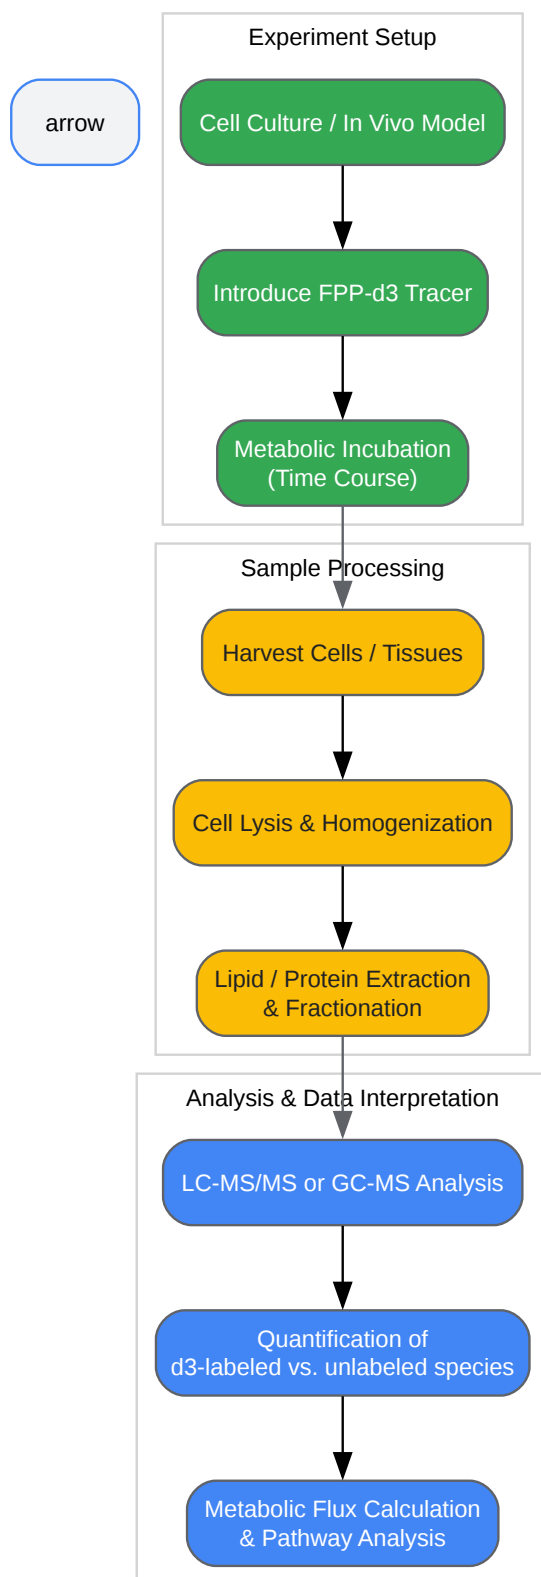 Experiment Setup
arrow
Cell Culture / In Vivo Model
Introduce FPP-d3 Tracer
Metabolic Incubation
(Time Course)
Sample Processing
Harvest Cells / Tissues
Cell Lysis & Homogenization
Lipid / Protein Extraction
& Fractionation
Analysis & Data Interpretation
LC-MS/MS or GC-MS Analysis
Quantification of
d3-labeled vs. unlabeled species
Metabolic Flux Calculation
& Pathway Analysis